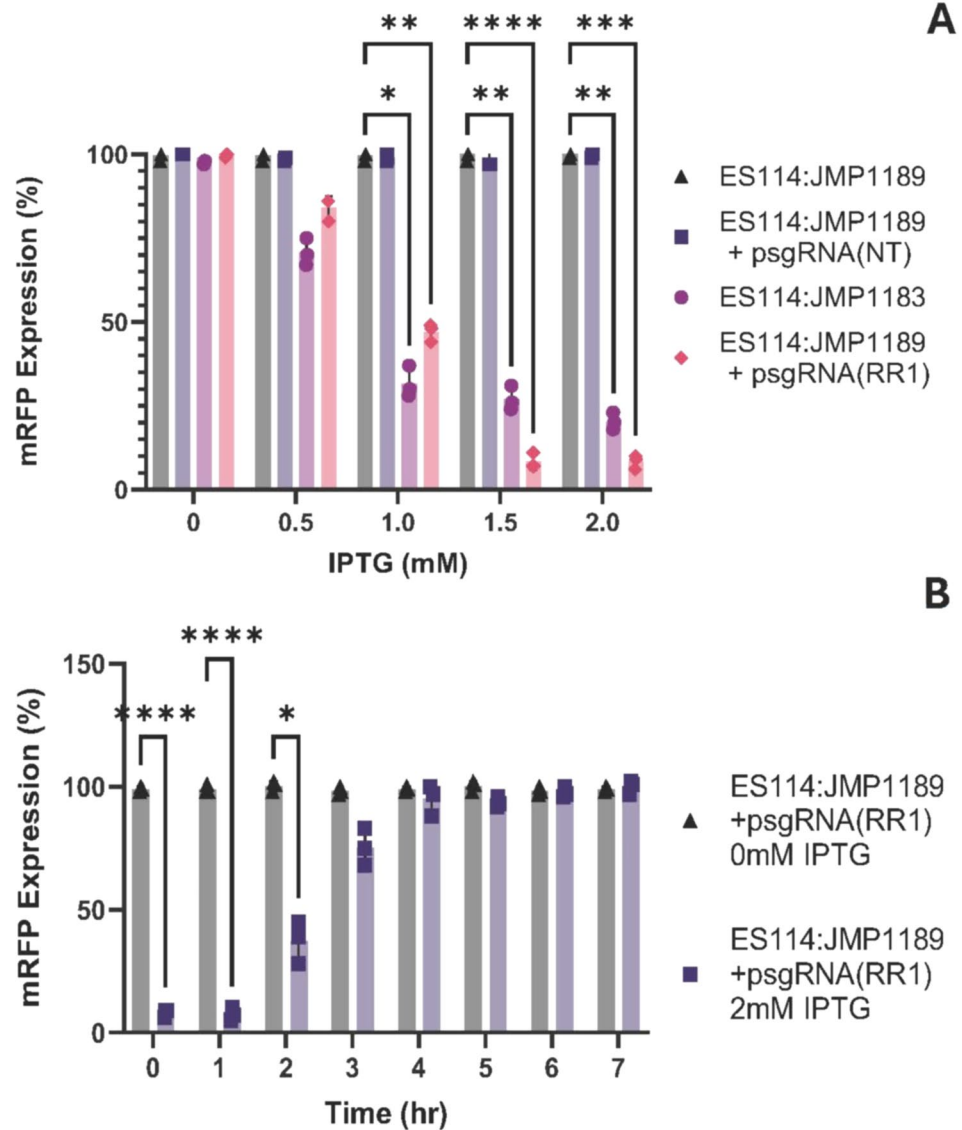 A
** **** ***
* ** **
100
50
0
mRFP Expression (%)
0 0.5 1.0 1.5 2.0
IPTG (mM)
ES114:JMP1189
ES114:JMP1189
+ psgRNA(NT)
ES114:JMP1183
ES114:JMP1189
+ psgRNA(RR1)
B
****
**** *
150
100
50
0
mRFP Expression (%)
0 1 2 3 4 5 6 7
Time (hr)
ES114:JMP1189
+psgRNA(RR1)
0mM IPTG
ES114:JMP1189
+psgRNA(RR1)
2mM IPTG